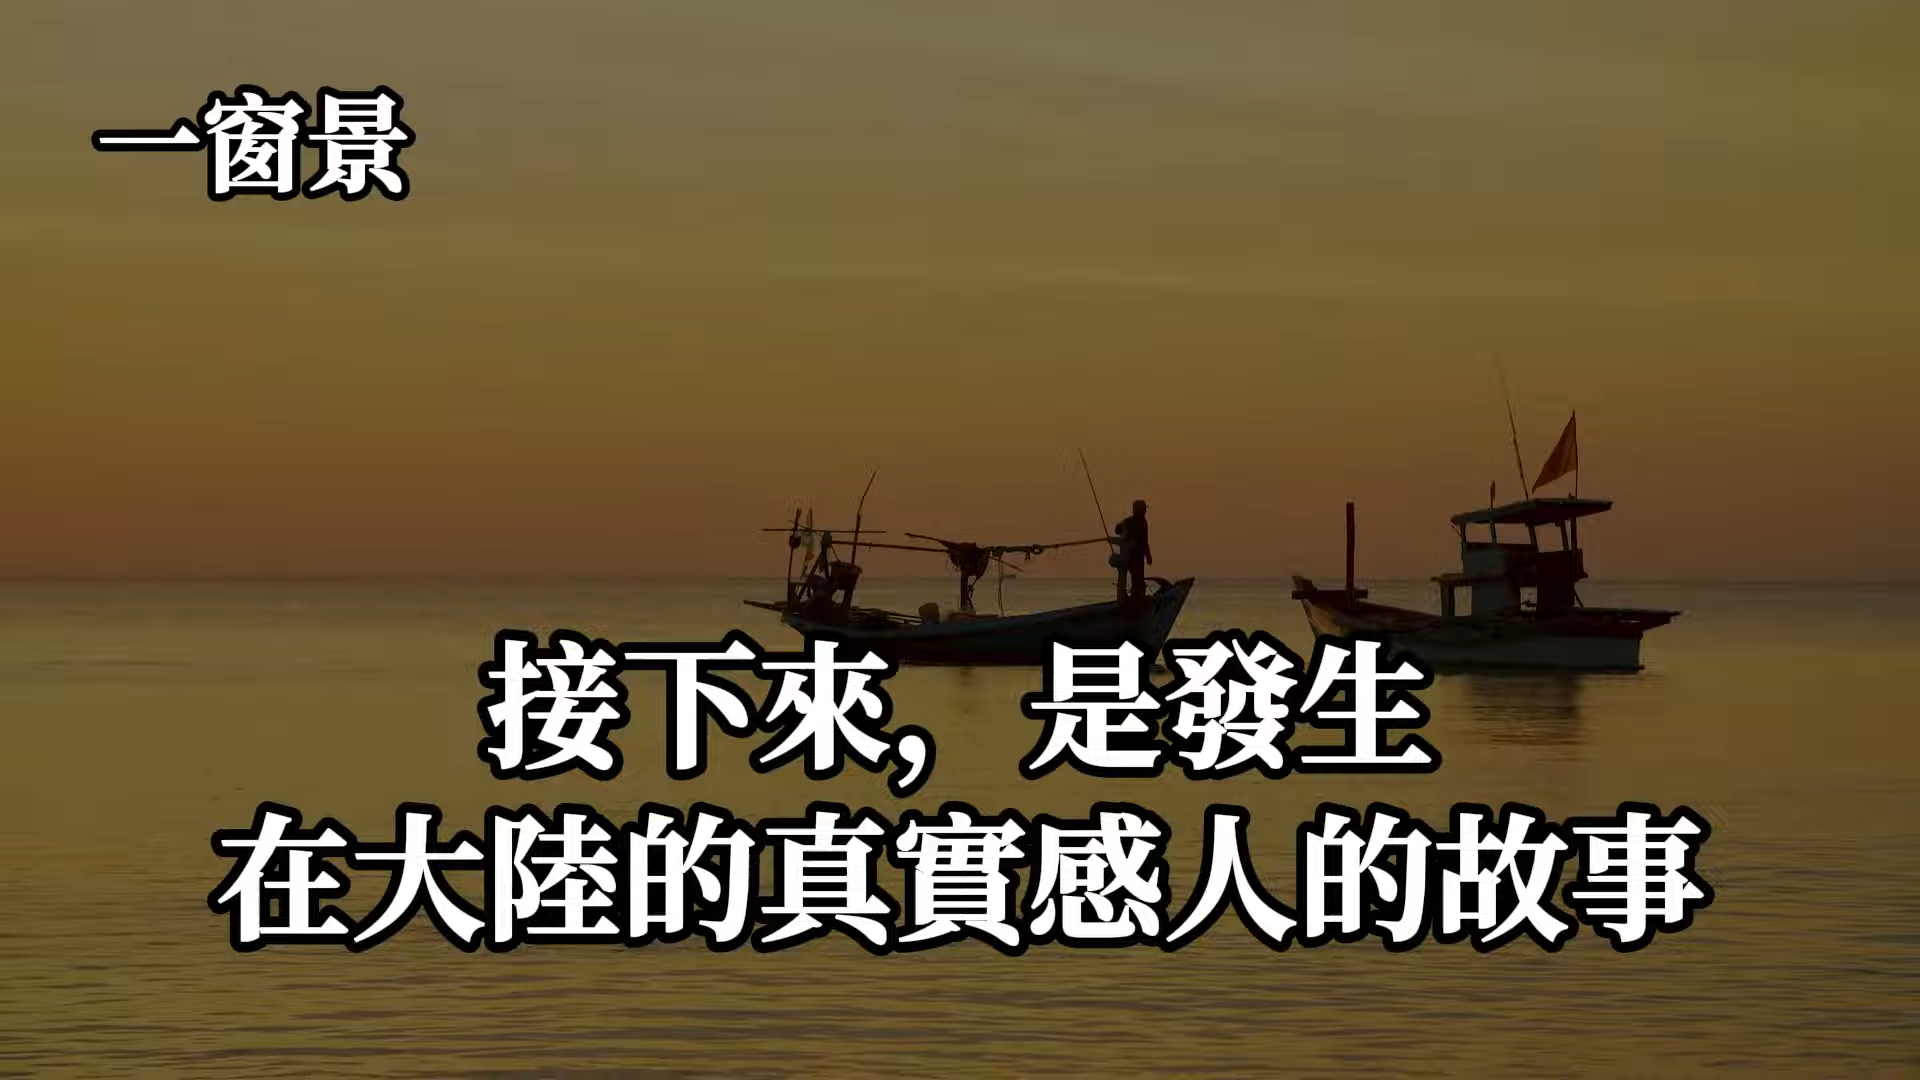 一窗景
接下來，是發生
在大陸的真實感人的故事